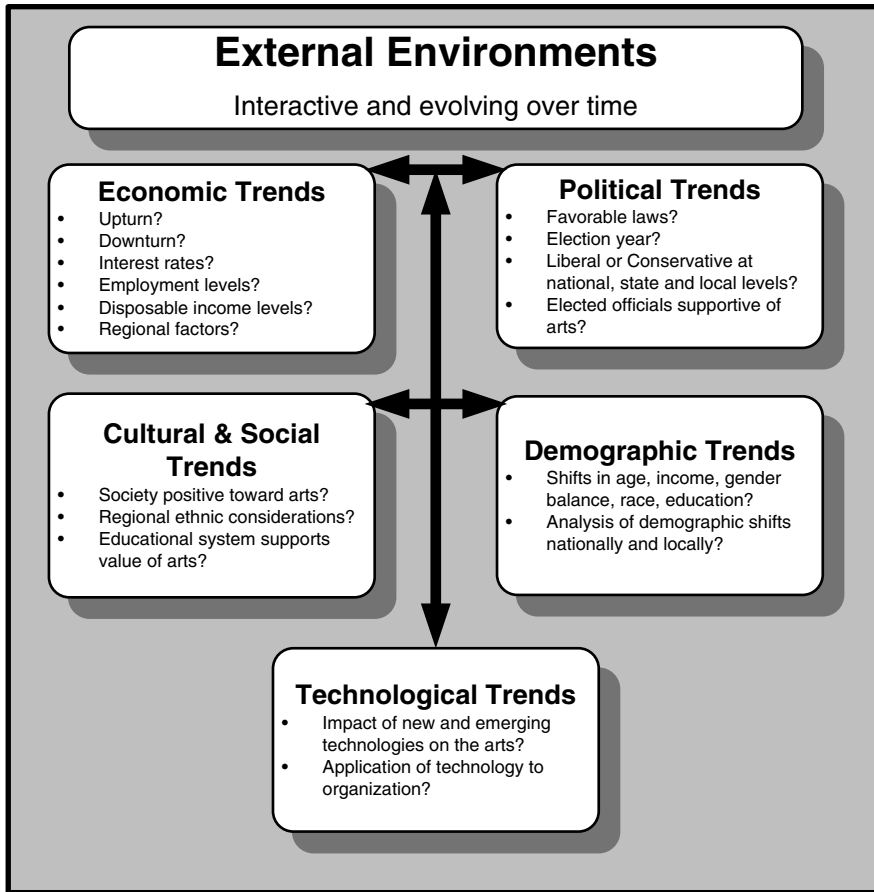 External Environments
Interactive and evolving over time
Economic Trends
• Upturn?
• Downturn?
• Interest rates?
• Employment levels?
• Disposable income levels?
• Regional factors?
Political Trends
• Favorable laws?
• Election year?
• Liberal or Conservative at
national, state and local levels?
• Elected officials supportive of
arts?
Cultural & Social
Trends
• Society positive toward arts?
• Regional ethnic considerations?
• Educational system supports
value of arts?
Demographic Trends
• Shifts in age, income, gender
balance, race, education?
• Analysis of demographic shifts
nationally and locally?
Technological Trends
• Impact of new and emerging
technologies on the arts?
• Application of technology to
organization?